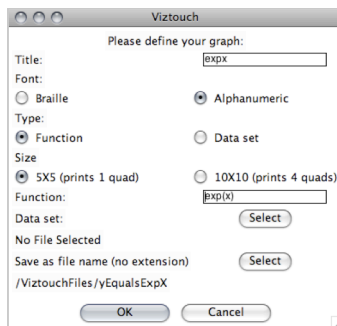 Viztouch
Please define your graph:
Title: expx
Font:
Braille Alphanumeric
Type:
Function Data set
Size
5X5 (prints 1 quad) 10X10 (prints 4 quads)
Function: exp(x)
Data set: Select
No File Selected
Save as file name (no extension) Select
/ViztouchFiles/yEqualsExpX
OK Cancel